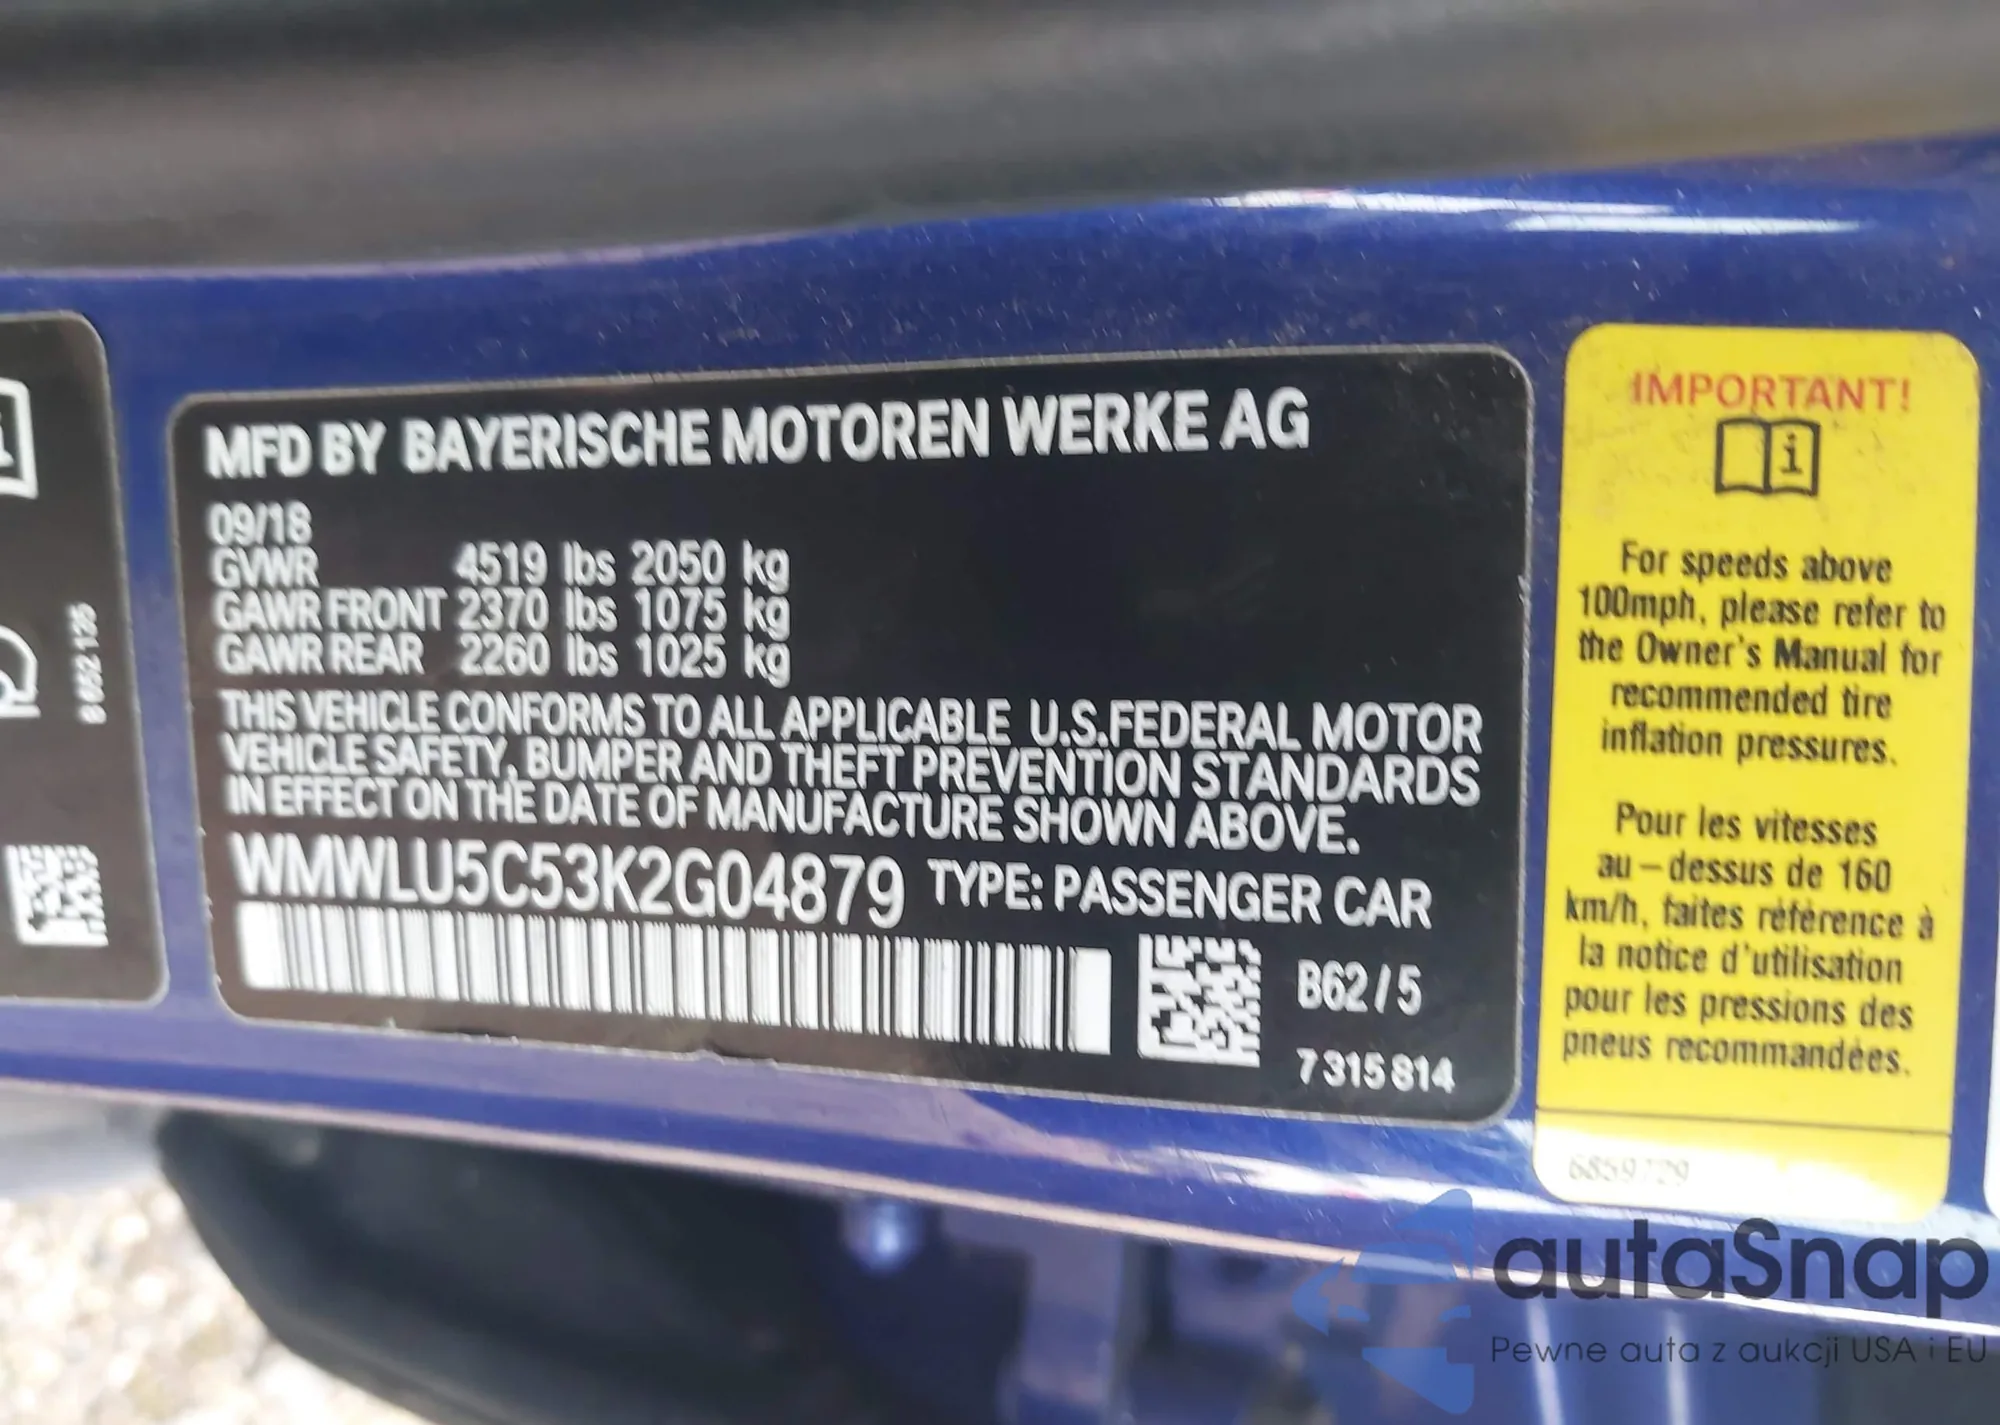 MFD BY BAYERISCHE MOTOREN WERKE AG
09/18
GVWR 4519 lbs 2050 kg
GAWR FRONT 2370 lbs 1075 kg
GAWR REAR 2260 lbs 1025 kg
THIS VEHICLE CONFORMS TO ALL APPLICABLE U.S.FEDERAL MOTOR
VEHICLE SAFETY, BUMPER AND THEFT PREVENTION STANDARDS
IN EFFECT ON THE DATE OF MANUFACTURE SHOWN ABOVE.
WMWLU5C53K2G04879 TYPE: PASSENGER CAR
B62/5
7 315 814
IMPORTANT!
i
For speeds above
100mph, please refer to
the Owner's Manual for
recommended tire
inflation pressures.
Pour les vitesses
au-dessus de 160
km/h, faites référence à
la notice d'utilisation
pour les pressions des
pneus recommandées.
6859729
autaSnap
Pewne auta z aukcji USA i EU